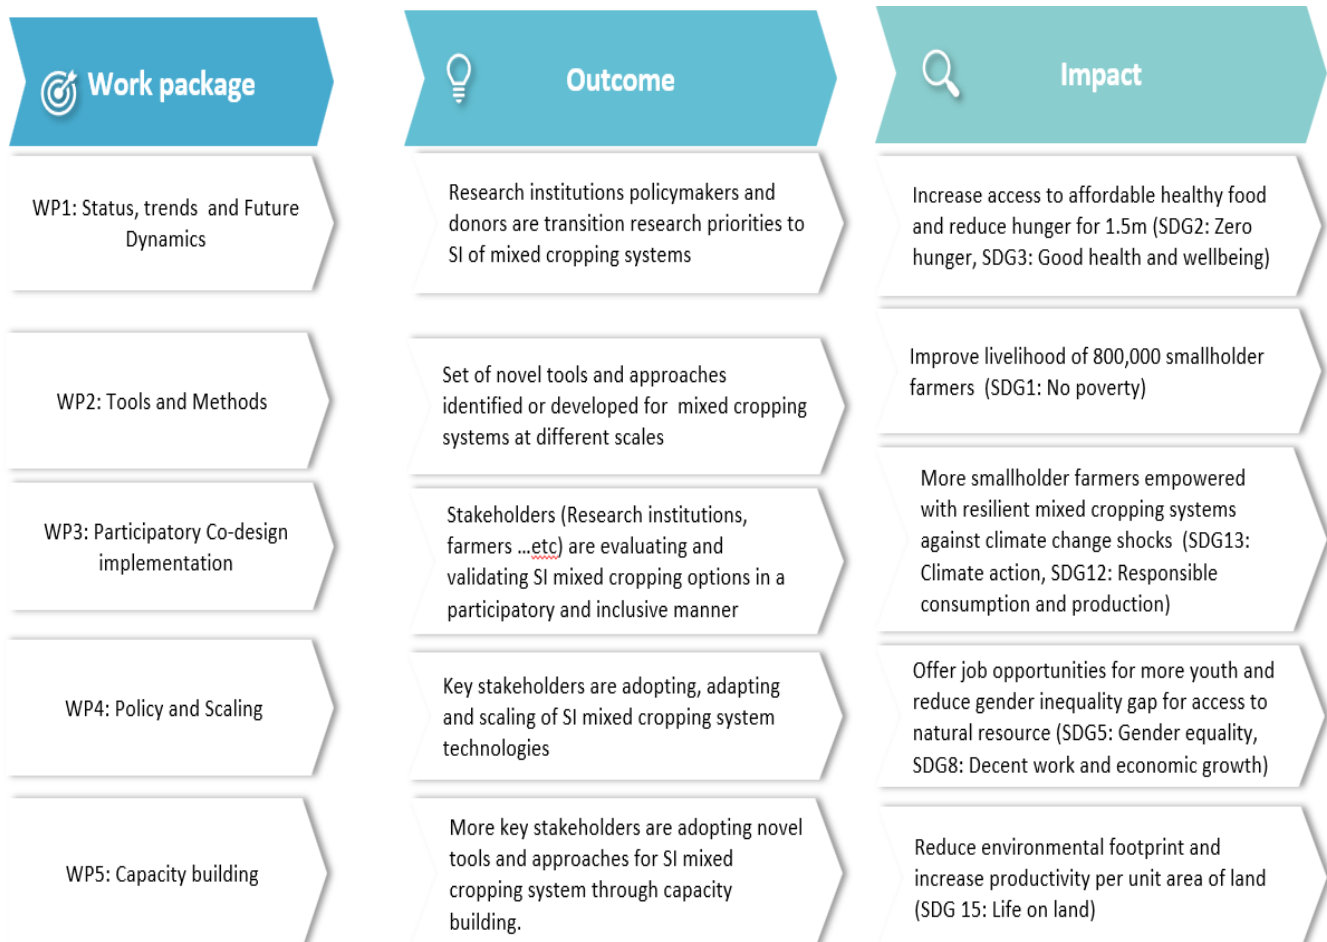 Work package
Outcome
Impact
WP1: Status, trends and Future
Dynamics
Research institutions policymakers and
donors are transition research priorities to
SI of mixed cropping systems
Increase access to affordable healthy food
and reduce hunger for 1.5m (SDG2: Zero
hunger, SDG3: Good health and wellbeing)
WP2: Tools and Methods
Set of novel tools and approaches
identified or developed for mixed cropping
systems at different scales
Improve livelihood of 800,000 smallholder
farmers (SDG1: No poverty)
WP3: Participatory Co-design
implementation
Stakeholders (Research institutions,
farmers ...etc) are evaluating and
validating SI mixed cropping options in a
participatory and inclusive manner
More smallholder farmers empowered
with resilient mixed cropping systems
against climate change shocks (SDG13:
Climate action, SDG12: Responsible
consumption and production)
WP4: Policy and Scaling
Key stakeholders are adopting, adapting
and scaling of SI mixed cropping system
technologies
Offer job opportunities for more youth and
reduce gender inequality gap for access to
natural resource (SDG5: Gender equality,
SDG8: Decent work and economic growth)
WP5: Capacity building
More key stakeholders are adopting novel
tools and approaches for SI mixed
cropping system through capacity
building.
Reduce environmental footprint and
increase productivity per unit area of land
(SDG 15: Life on land)